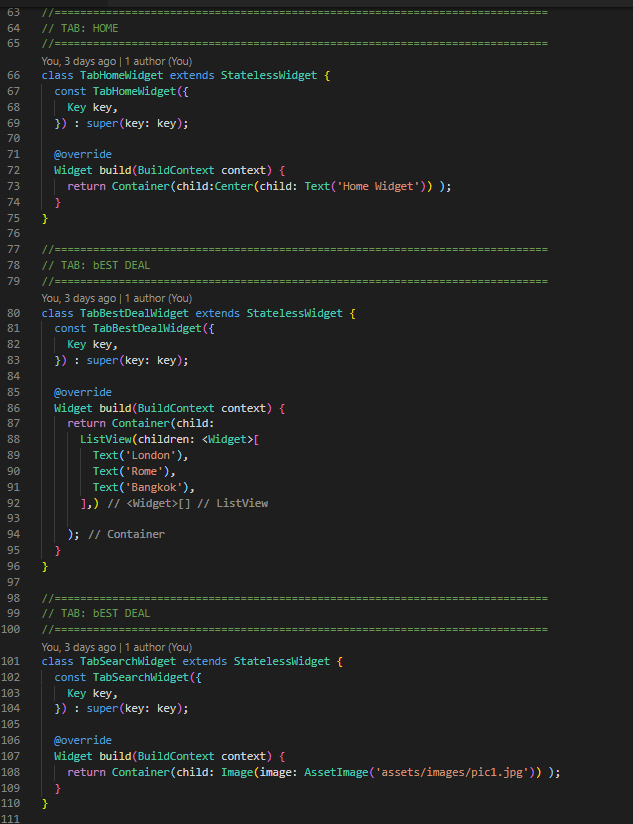 63 //=============================================================================
64 // TAB: HOME
65 //=============================================================================
You, 3 days ago | 1 author (You)
66 class TabHomeWidget extends StatelessWidget {
67   const TabHomeWidget({
68     Key key,
69   }) : super(key: key);
70
71   @override
72   Widget build(BuildContext context) {
73     return Container(child:Center(child: Text('Home Widget')) );
74   }
75 }
76
77 //=============================================================================
78 // TAB: bEST DEAL
79 //=============================================================================
You, 3 days ago | 1 author (You)
80 class TabBestDealWidget extends StatelessWidget {
81   const TabBestDealWidget({
82     Key key,
83   }) : super(key: key);
84
85   @override
86   Widget build(BuildContext context) {
87     return Container(child:
88       ListView(children: <Widget>[
89         Text('London'),
90         Text('Rome'),
91         Text('Bangkok'),
92       ],) // <Widget>[] // ListView
93
94     ); // Container
95   }
96 }
97
98 //=============================================================================
99 // TAB: bEST DEAL
100 //=============================================================================
You, 3 days ago | 1 author (You)
101 class TabSearchWidget extends StatelessWidget {
102   const TabSearchWidget({
103     Key key,
104   }) : super(key: key);
105
106   @override
107   Widget build(BuildContext context) {
108     return Container(child: Image(image: AssetImage('assets/images/pic1.jpg')) );
109   }
110 }
111